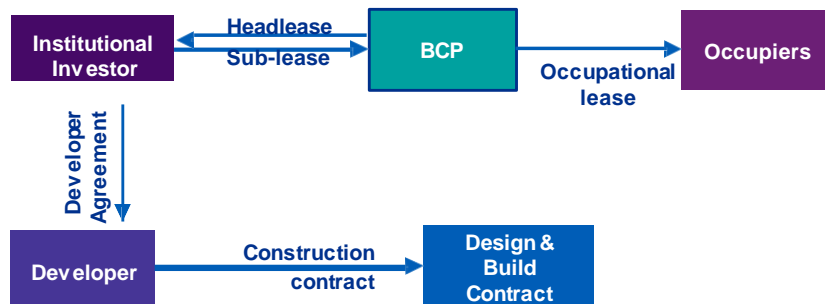 Institutional
Investor
Headlease
Sub-lease
BCP
Occupational
lease
Occupiers
Developer
Agreement
Developer
Construction
contract
Design &
Build
Contract